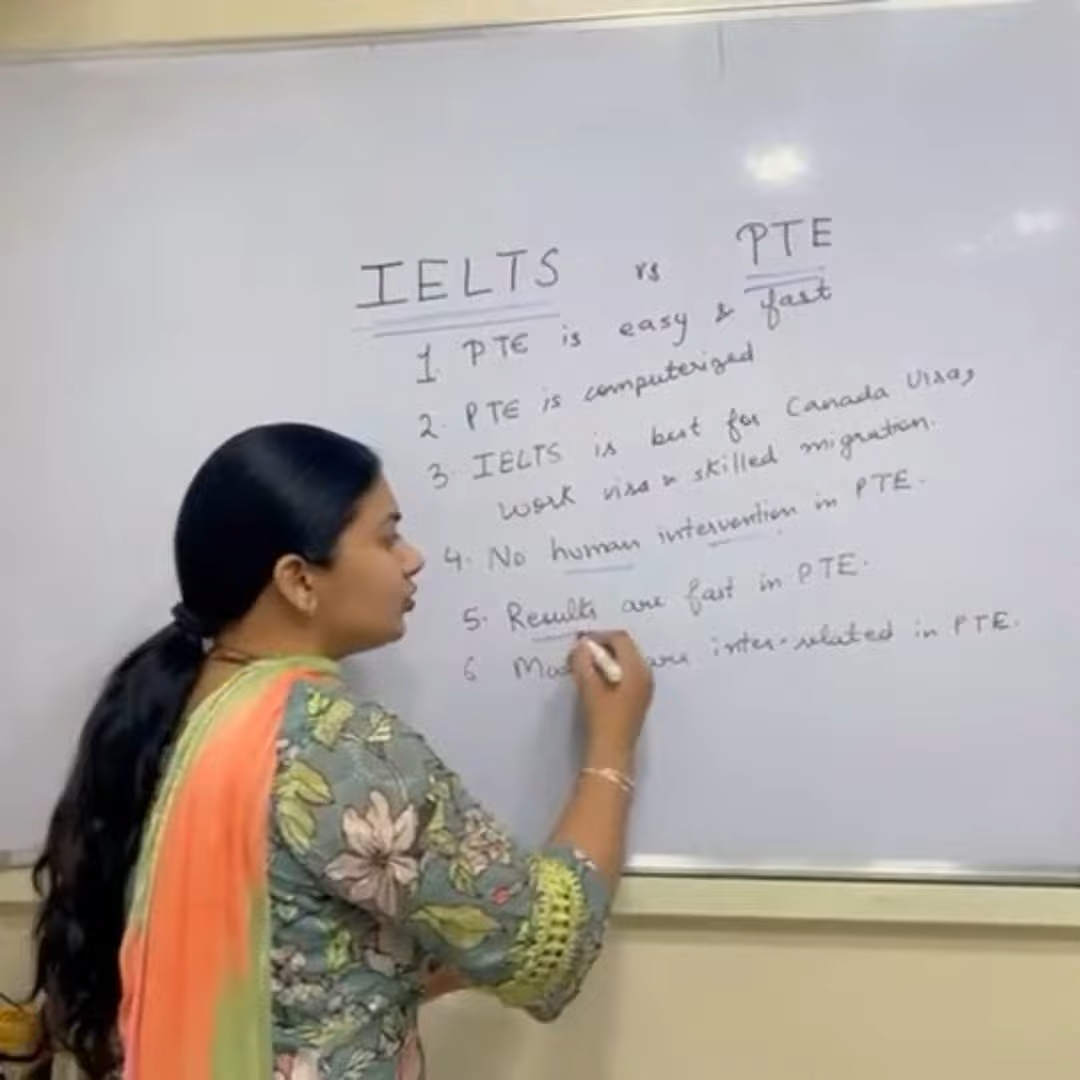 IELTS vs PTE
1. PTE is easy & fast
2. PTE is computerized
3. IELTS is best for Canada Visa,
work visa & skilled migration.
4. No human intervention in PTE.
5. Results are fast in PTE.
6 are inter-related in PTE.